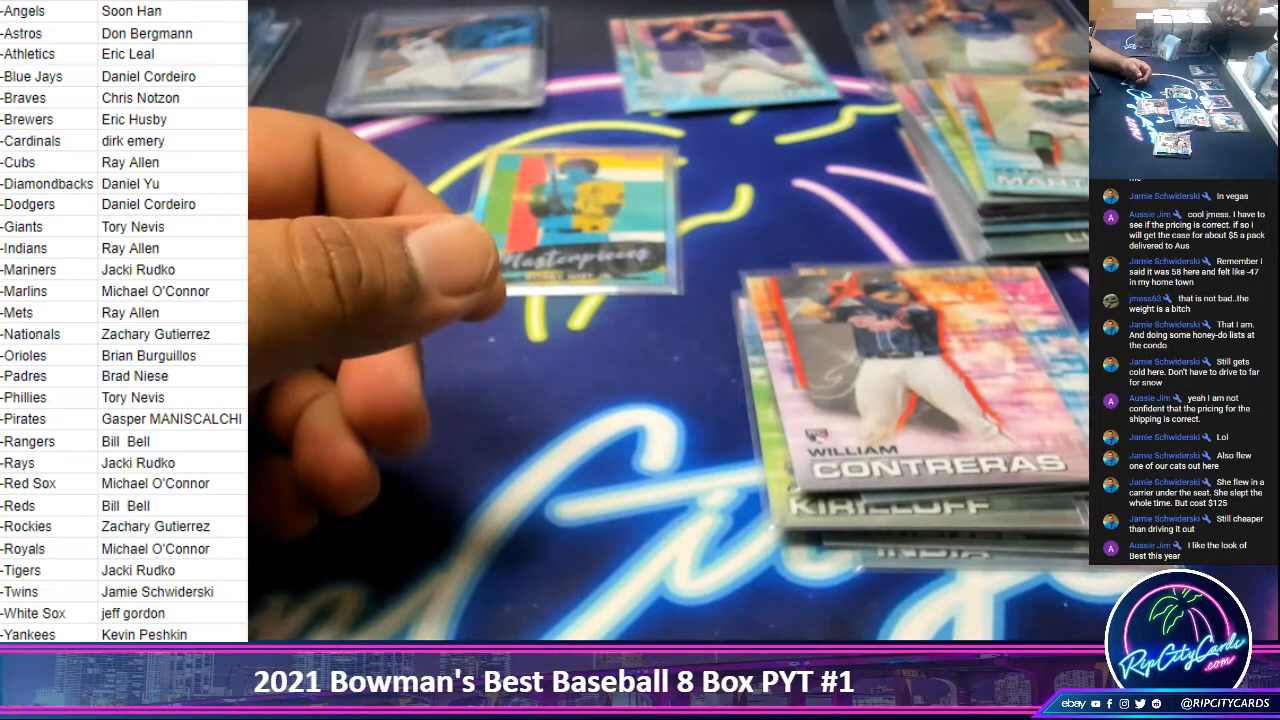 -Angels Soon Han
-Astros Don Bergmann
-Athletics Eric Leal
-Blue Jays Daniel Cordeiro
-Braves Chris Notzon
-Brewers Eric Husby
-Cardinals dirk emery
-Cubs Ray Allen
-Diamondbacks Daniel Yu
-Dodgers Daniel Cordeiro
-Giants Tory Nevis
-Indians Ray Allen
-Mariners Jacki Rudko
-Marlins Michael O'Connor
-Mets Ray Allen
-Nationals Zachary Gutierrez
-Orioles Brian Burguillos
-Padres Brad Niese
-Phillies Tory Nevis
-Pirates Gasper MANISCALCHI
-Rangers Bill Bell
-Rays Jacki Rudko
-Red Sox Michael O'Connor
-Reds Bill Bell
-Rockies Zachary Gutierrez
-Royals Michael O'Connor
-Tigers Jacki Rudko
-Twins Jamie Schwiderski
-White Sox jeff gordon
-Yankees Kevin Peshkin
Masterpieces
BOBBY WITT JR.
WILLIAM
CONTRERAS
KIRILLOFF
INDIA
me
Jamie Schwiderski In vegas
Aussie Jim cool jmess. I have to
see if the pricing is correct. if so i
will get the case for about $5 a pack
delivered to Aus
Jamie Schwiderski Remember I
said it was 58 here and felt like -47
in my home town
jmess63 that is not bad..the
weight is a bitch
Jamie Schwiderski That I am.
And doing some honey-do lists at
the condo
Jamie Schwiderski Still gets
cold here. Don't have to drive to far
for snow
Aussie Jim yeah I am not
confident that the pricing for the
shipping is correct.
Jamie Schwiderski Lol
Jamie Schwiderski Also flew
one of our cats out here
Jamie Schwiderski She flew in a
carrier under the seat. She slept the
whole time. But cost $125
Jamie Schwiderski Still cheaper
than driving it out
Aussie Jim I like the look of
Best this year
2021 Bowman's Best Baseball 8 Box PYT #1
RipCityCards
.com
ebay @RIPCITYCARDS